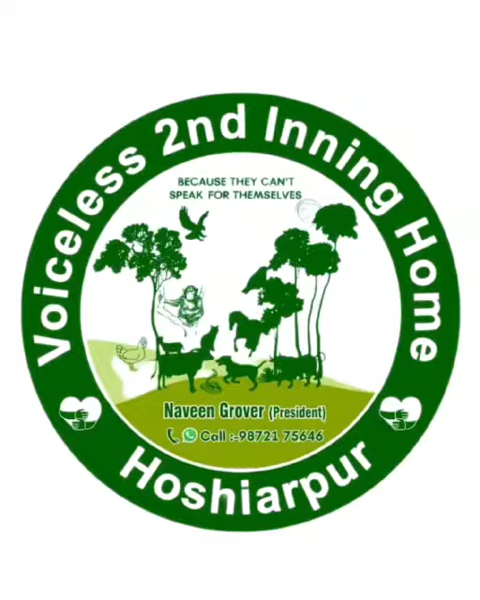 Voiceless 2nd Inning Home
BECAUSE THEY CAN'T
SPEAK FOR THEMSELVES
Naveen Grover (President)
Call :-98721 75646
Hoshiarpur